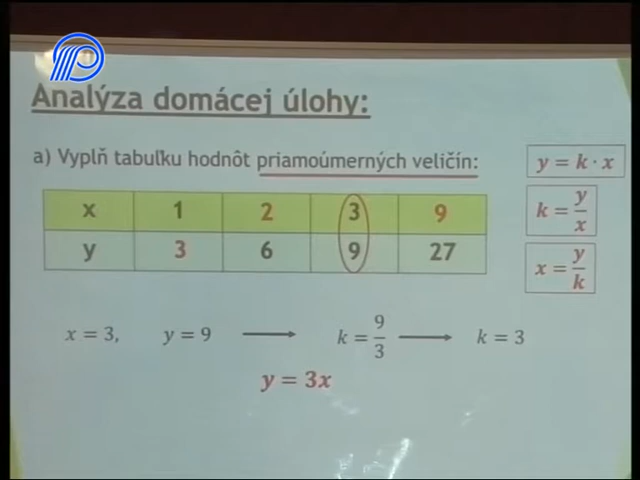 Analýza domácej úlohy:
a) Vyplň tabuľku hodnôt priamoúmerných veličín:
x 1 2 3 9
y 3 6 9 27
y = k · x
k = y/x
x = y/k
x = 3, y = 9 ⟶ k = 9/3 ⟶ k = 3
y = 3x